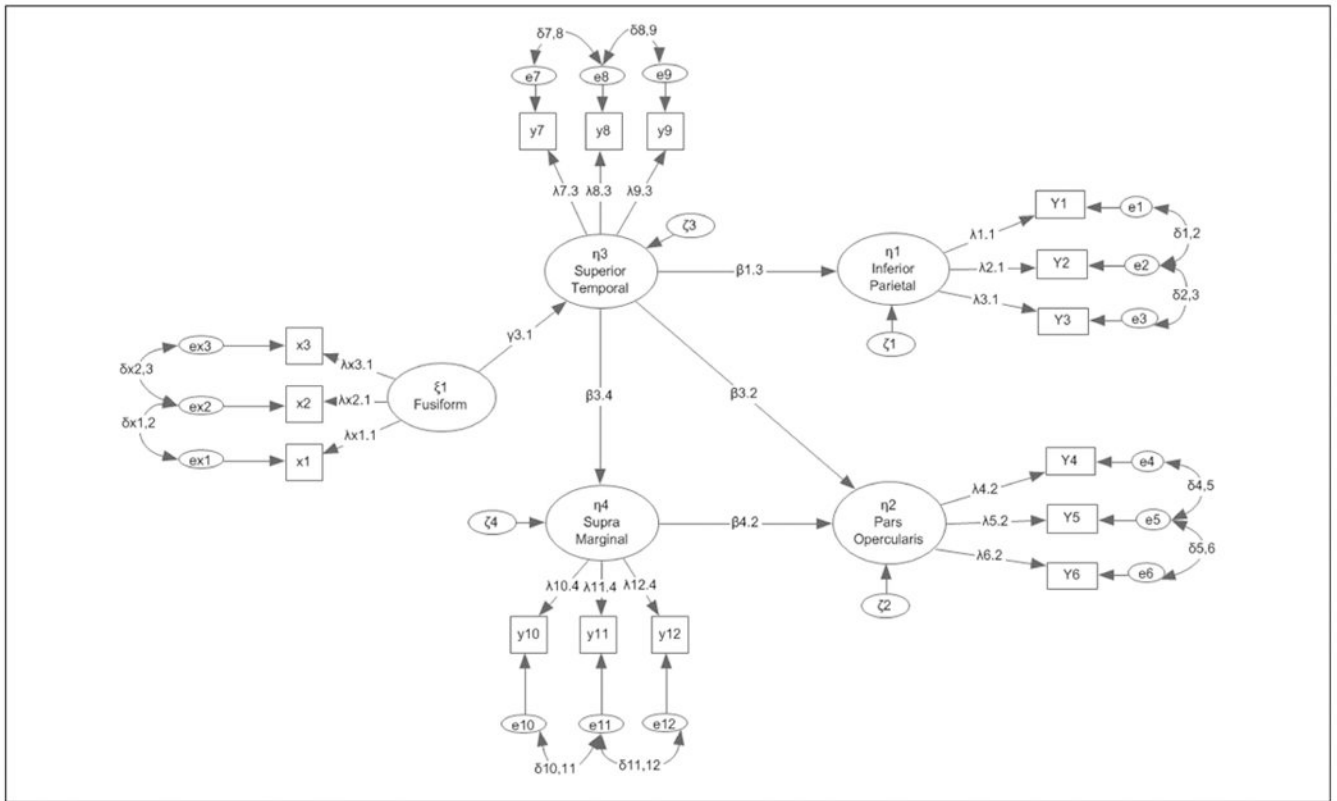 δ7,8
δ8,9
e7
e8
e9
y7
y8
y9
λ7.3
λ8.3
λ9.3
ζ3
η3
Superior
Temporal
β1.3
η1
Inferior
Parietal
ζ1
λ1.1
λ2.1
λ3.1
Y1
Y2
Y3
e1
e2
e3
δ1,2
δ2,3
γ3.1
ex3
ex2
ex1
δx2,3
δx1,2
x3
x2
x1
λx3.1
λx2.1
λx1.1
ξ1
Fusiform
β3.4
β3.2
ζ4
η4
Supra
Marginal
β4.2
η2
Pars
Opercularis
ζ2
λ4.2
λ5.2
λ6.2
Y4
Y5
Y6
e4
e5
e6
δ4,5
δ5,6
λ10.4
λ11.4
λ12.4
y10
y11
y12
e10
e11
e12
δ10,11
δ11,12